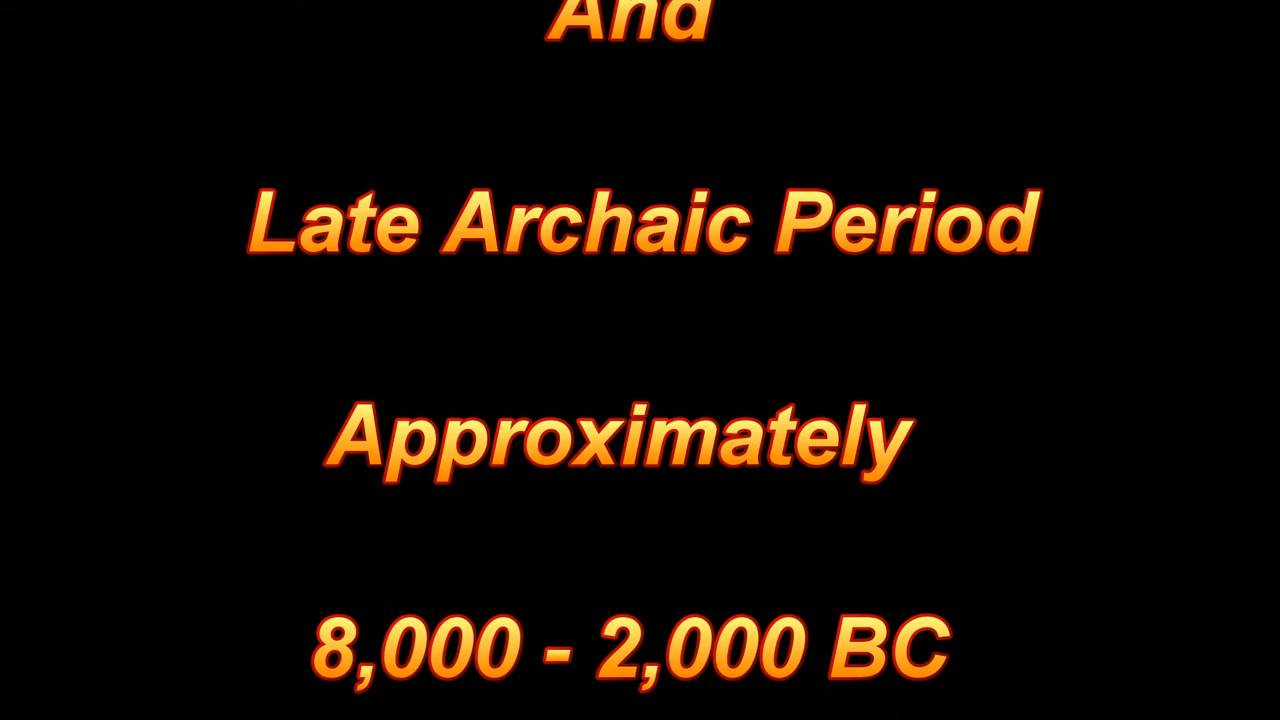 And
Late Archaic Period
Approximately
8,000 - 2,000 BC